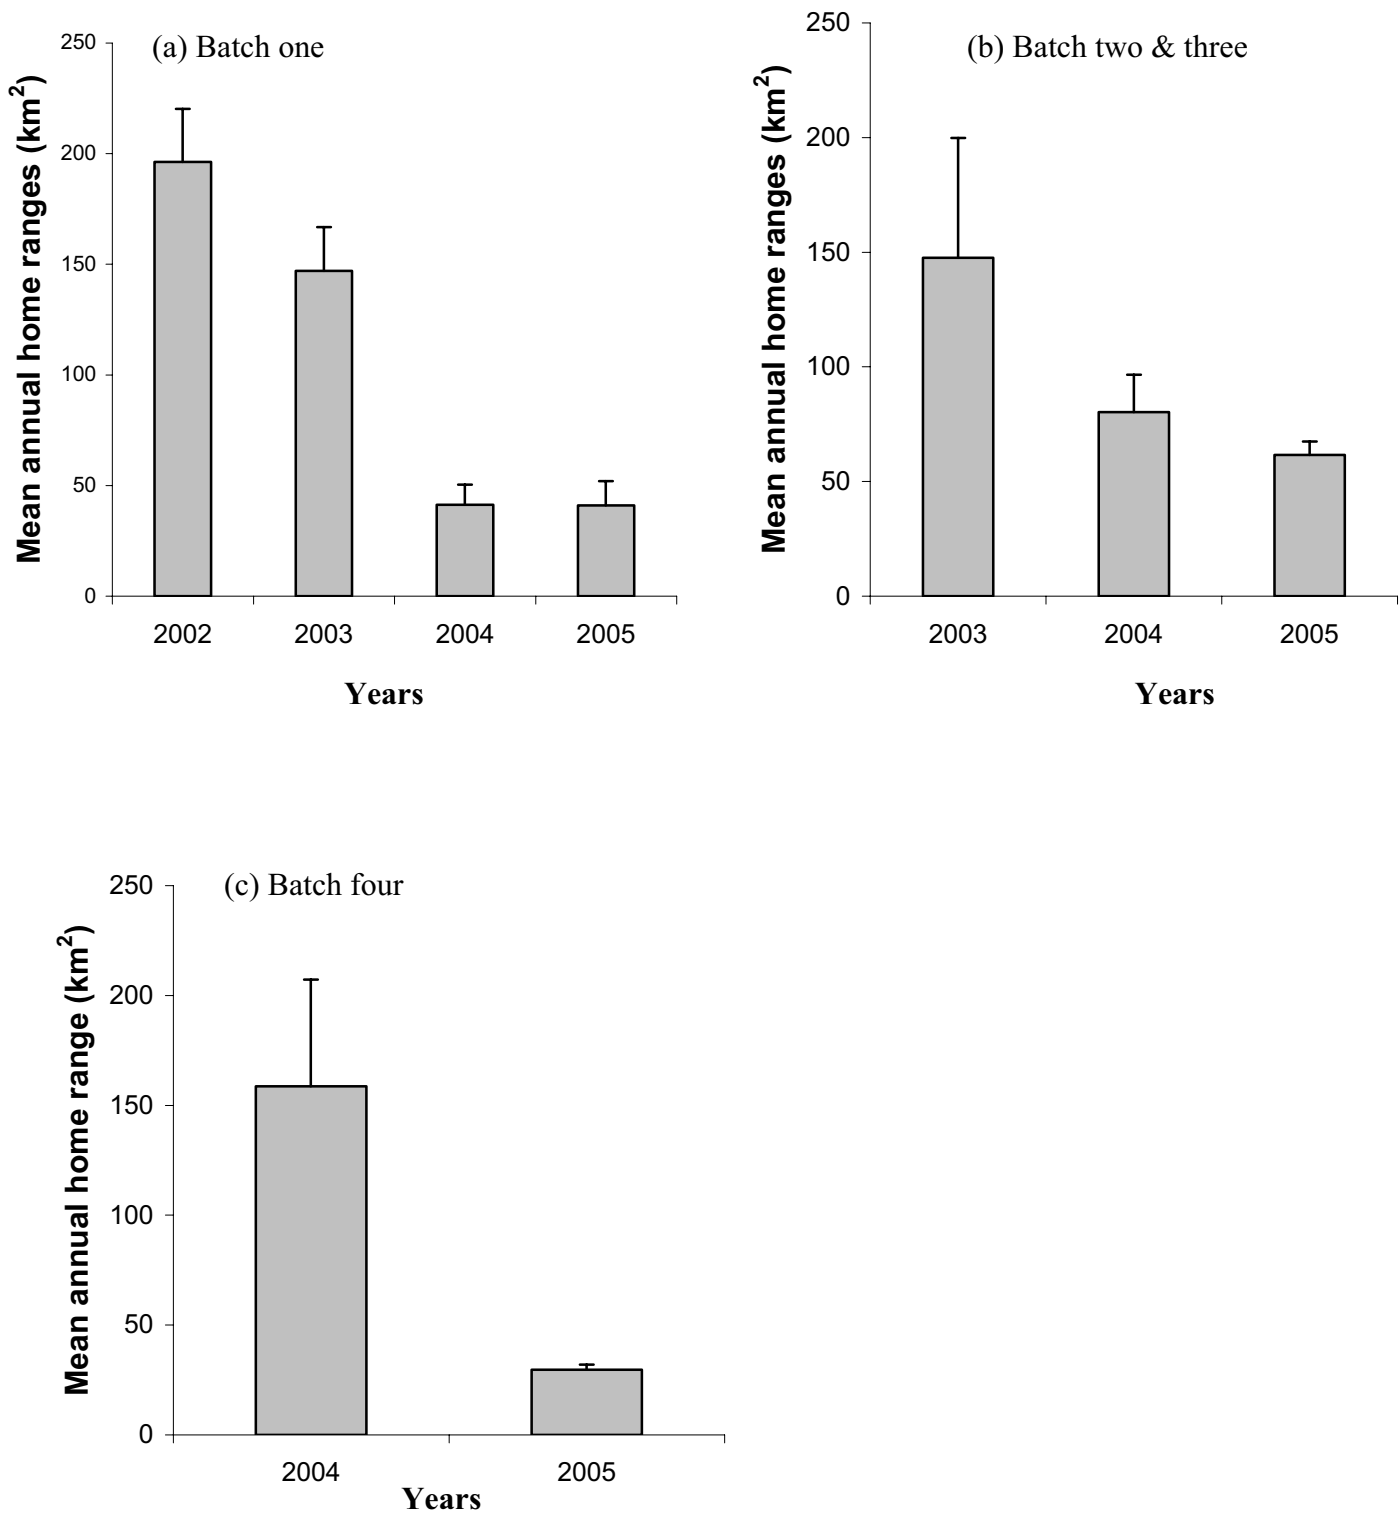 (a) Batch one
Mean annual home ranges (km²)
250
200
150
100
50
0
2002 2003 2004 2005
Years
(b) Batch two & three
Mean annual home ranges (km²)
250
200
150
100
50
0
2003 2004 2005
Years
(c) Batch four
Mean annual home range (km²)
250
200
150
100
50
0
2004 2005
Years